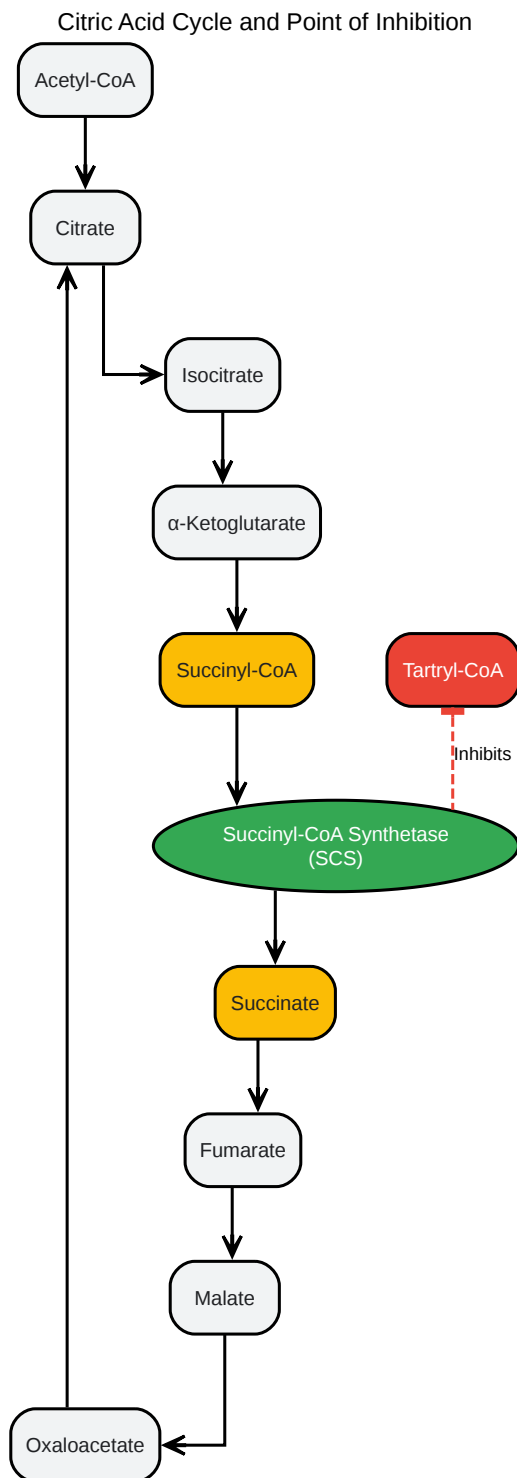 Citric Acid Cycle and Point of Inhibition
Acetyl-CoA
Citrate
Isocitrate
α-Ketoglutarate
Succinyl-CoA
Tartryl-CoA
Inhibits
Succinyl-CoA Synthetase
(SCS)
Succinate
Fumarate
Malate
Oxaloacetate